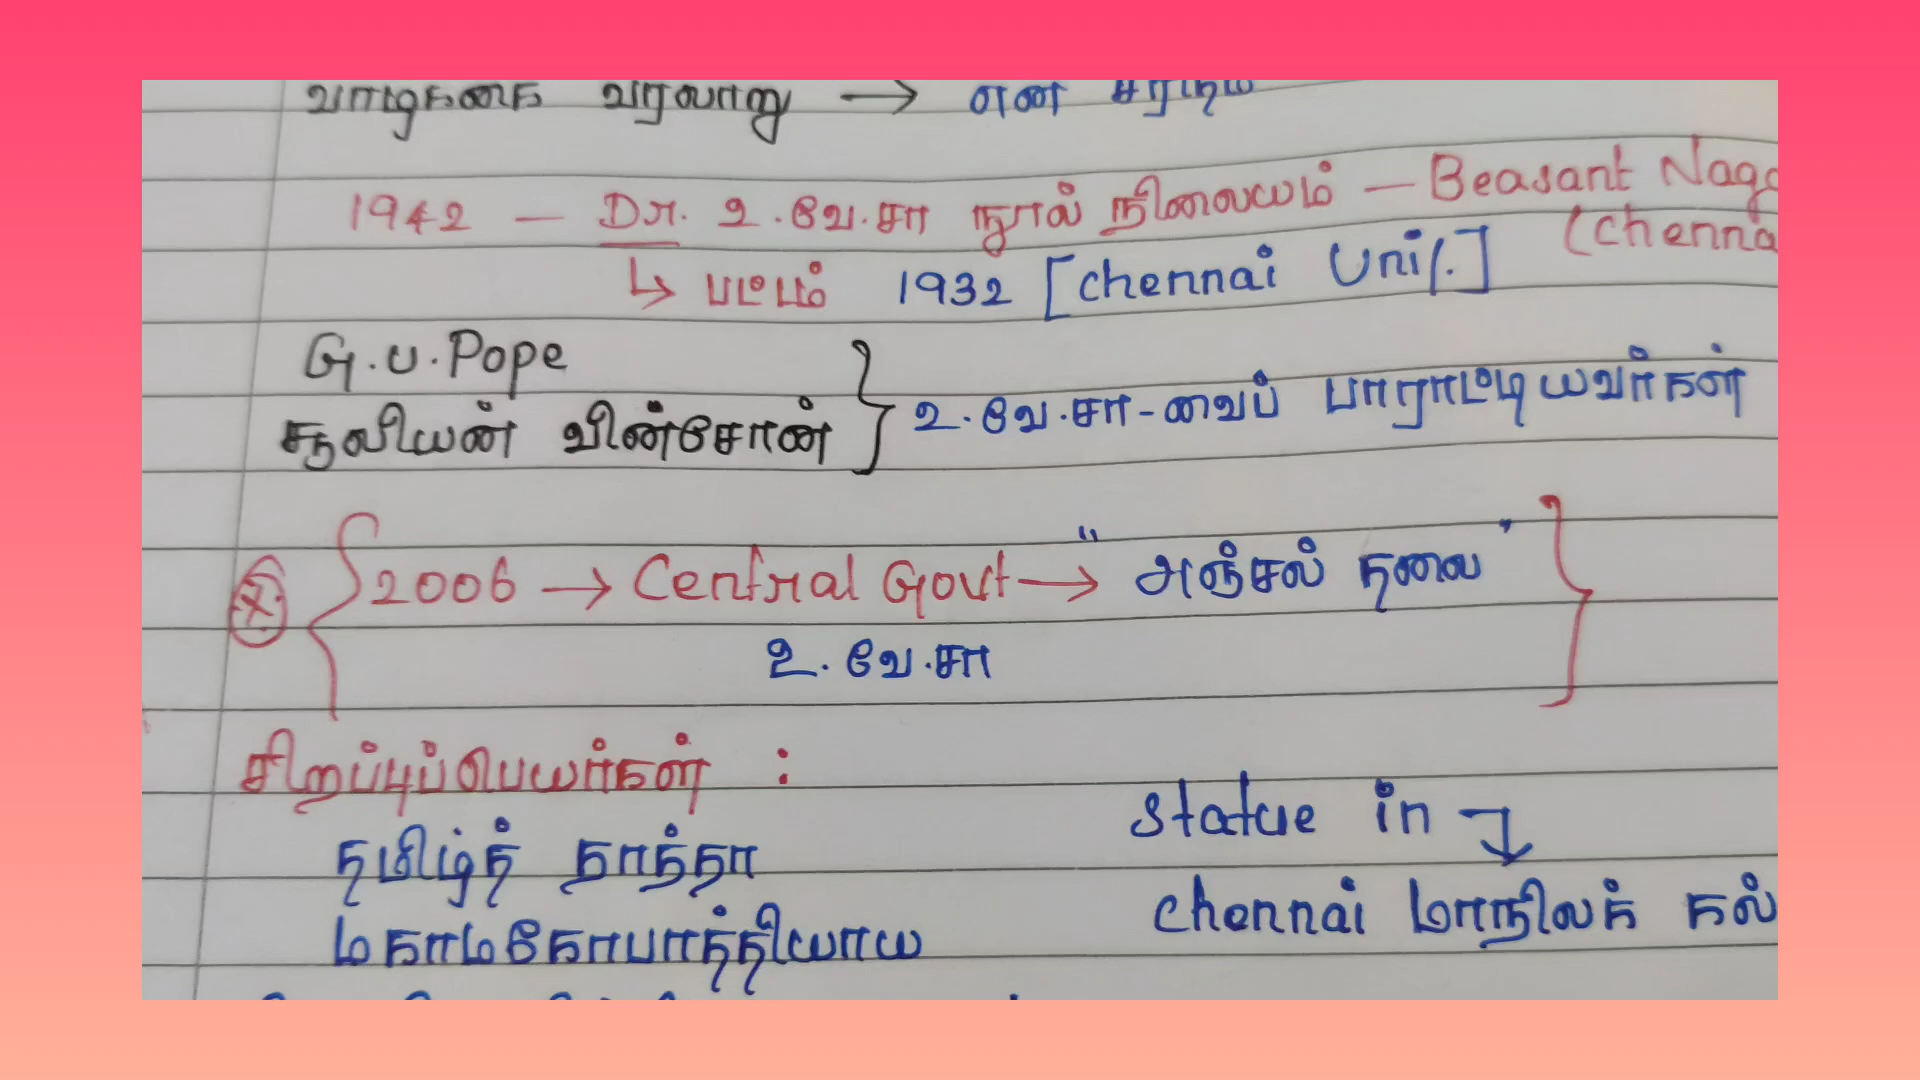 வாழ்க்கை வரலாறு → என் சரிதம்
1942 – Dr. உ.வே.சா நூல் நிலையம் – Beasant Naga
(Chenna
↳ பட்டம் 1932 [Chennai Uni/.]
G.U.Pope
சூலியன் வின்சோன் } உ.வே.சா-வைப் பாராட்டியவர்கள்
{ 2006 → Central Govt → "அஞ்சல் தலை" }
உ.வே.சா
சிறப்புப்பெயர்கள் :
Statue in
தமிழ்த் தாத்தா
Chennai மாநிலக் கல்
மகாமகோபாத்தியாய